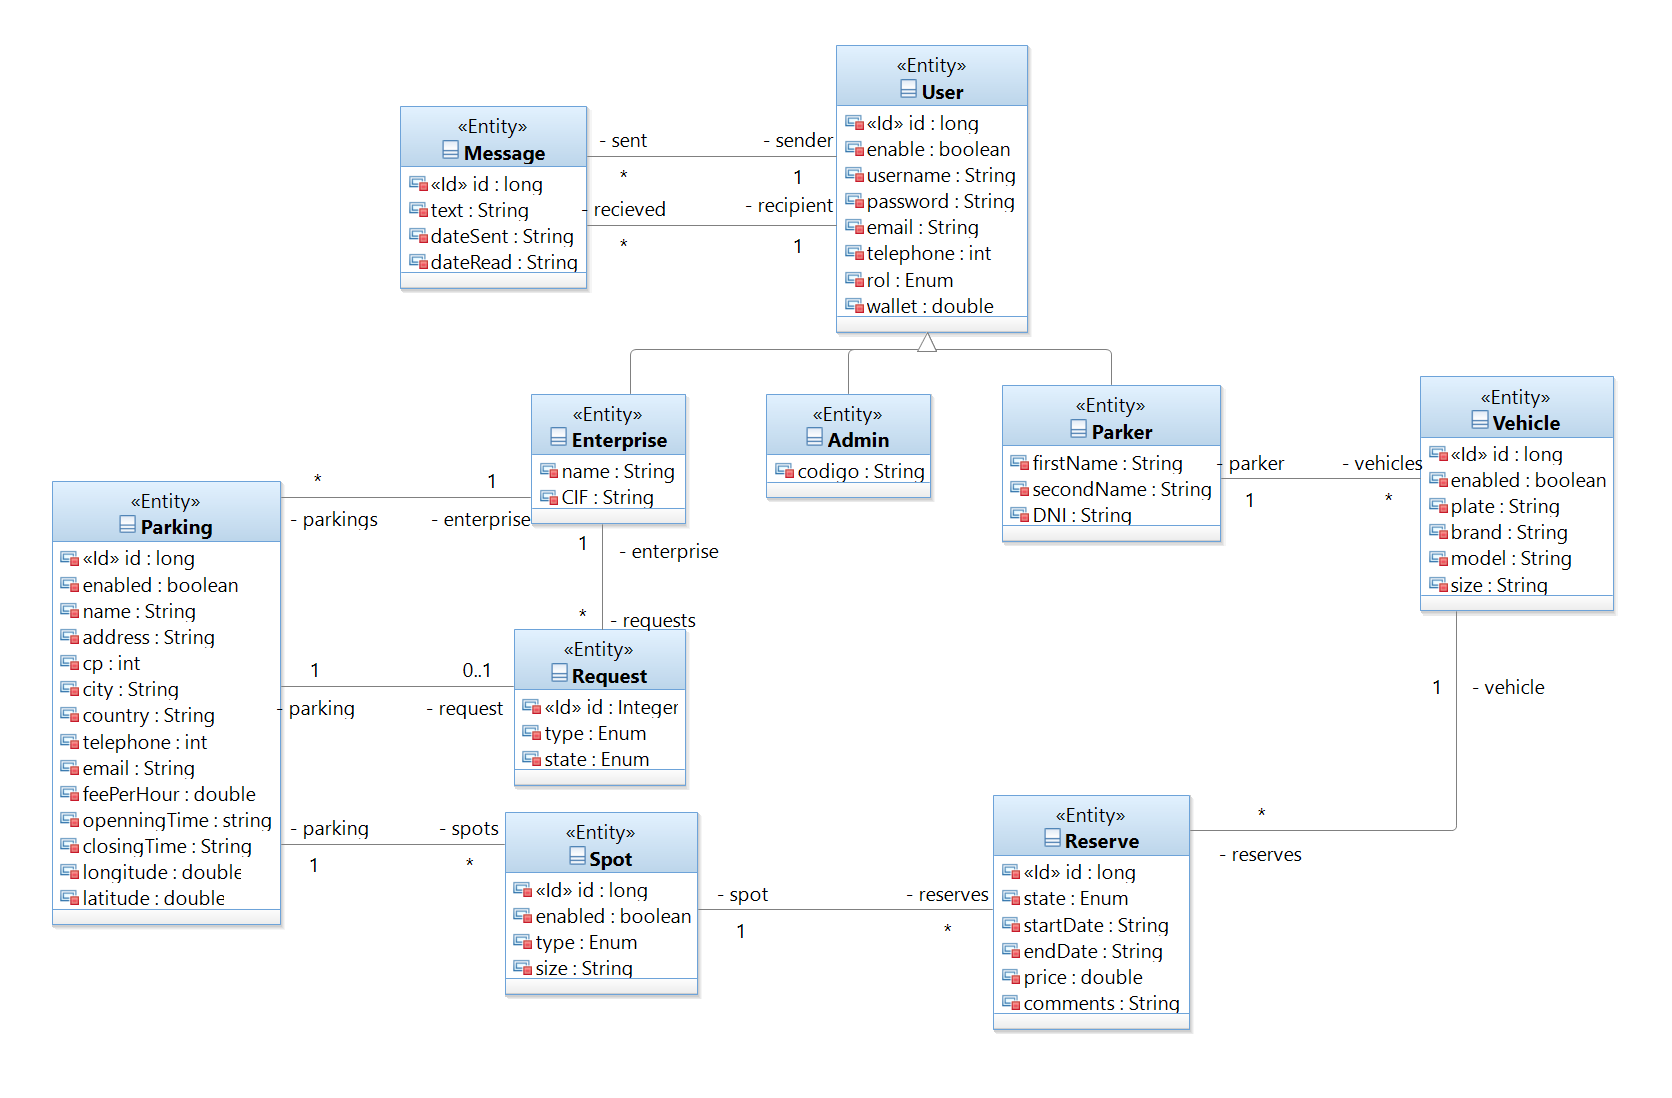 «Entity»
User
«Id» id : long
enable : boolean
username : String
password : String
email : String
telephone : int
rol : Enum
wallet : double
«Entity»
Message
«Id» id : long
text : String
dateSent : String
dateRead : String
- sent
- sender
*
1
- recieved
- recipient
*
1
«Entity»
Enterprise
name : String
CIF : String
«Entity»
Admin
codigo : String
«Entity»
Parker
firstName : String
secondName : String
DNI : String
- parker
- vehicles
1
*
«Entity»
Vehicle
«Id» id : long
enabled : boolean
plate : String
brand : String
model : String
size : String
*
1
- parkings
- enterprise
«Entity»
Parking
«Id» id : long
enabled : boolean
name : String
address : String
cp : int
city : String
country : String
telephone : int
email : String
feePerHour : double
openningTime : string
closingTime : String
longitude : double
latitude : double
1
- enterprise
*
- requests
1
0..1
- parking
- request
«Entity»
Request
«Id» id : Integer
type : Enum
state : Enum
- parking
- spots
1
*
«Entity»
Spot
«Id» id : long
enabled : boolean
type : Enum
size : String
- spot
- reserves
1
*
«Entity»
Reserve
«Id» id : long
state : Enum
startDate : String
endDate : String
price : double
comments : String
1
- vehicle
*
- reserves